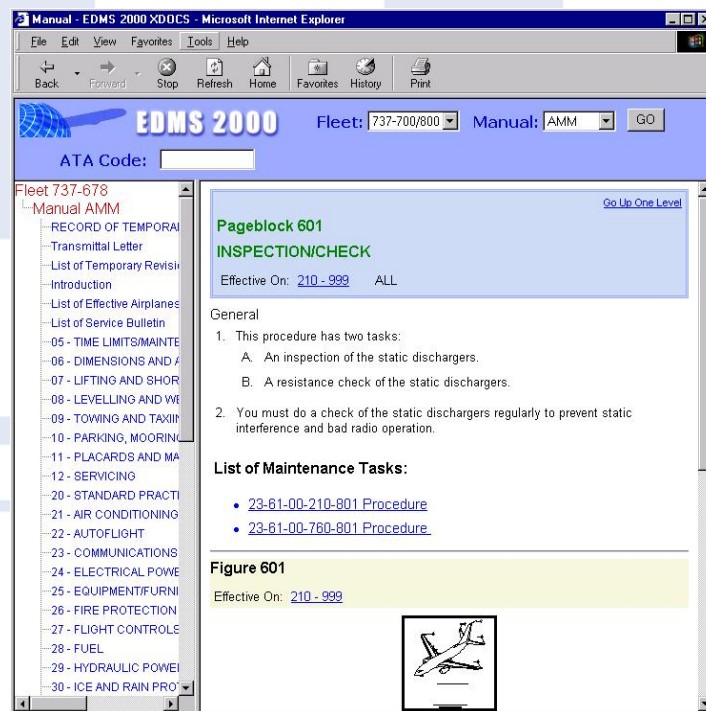 Manual - EDMS 2000 XDOCS - Microsoft Internet Explorer
File Edit View Favorites Tools Help
Back Forward Stop Refresh Home Favorites History Print
EDMS 2000 Fleet: 737-700/800 Manual: AMM GO
ATA Code:
Fleet 737-678
Manual AMM
RECORD OF TEMPORA
Transmittal Letter
List of Temporary Revisi
Introduction
List of Effective Airplanes
List of Service Bulletin
05 - TIME LIMITS/MAINTE
06 - DIMENSIONS AND A
07 - LIFTING AND SHOR
08 - LEVELLING AND WE
09 - TOWING AND TAXIIN
10 - PARKING, MOORING
11 - PLACARDS AND MA
12 - SERVICING
20 - STANDARD PRACTI
21 - AIR CONDITIONING
22 - AUTOFLIGHT
23 - COMMUNICATIONS
24 - ELECTRICAL POWE
25 - EQUIPMENT/FURNI
26 - FIRE PROTECTION
27 - FLIGHT CONTROLS
28 - FUEL
29 - HYDRAULIC POWE
30 - ICE AND RAIN PRO
Go Up One Level
Pageblock 601
INSPECTION/CHECK
Effective On: 210 - 999 ALL
General
1. This procedure has two tasks:
A. An inspection of the static dischargers.
B. A resistance check of the static dischargers.
2. You must do a check of the static dischargers regularly to prevent static
interference and bad radio operation.
List of Maintenance Tasks:
• 23-61-00-210-801 Procedure
• 23-61-00-760-801 Procedure
Figure 601
Effective On: 210 - 999